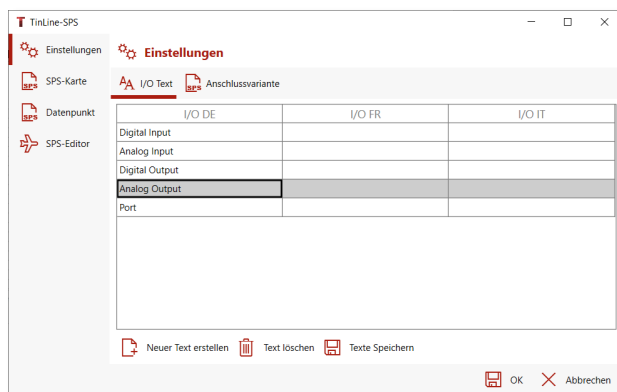 TinLine-SPS
Einstellungen
SPS-Karte
Datenpunkt
SPS-Editor
Einstellungen
I/O Text
Anschlussvariante
I/O DE I/O FR I/O IT
Digital Input
Analog Input
Digital Output
Analog Output
Port
Neuer Text erstellen Text löschen Texte Speichern
OK Abbrechen